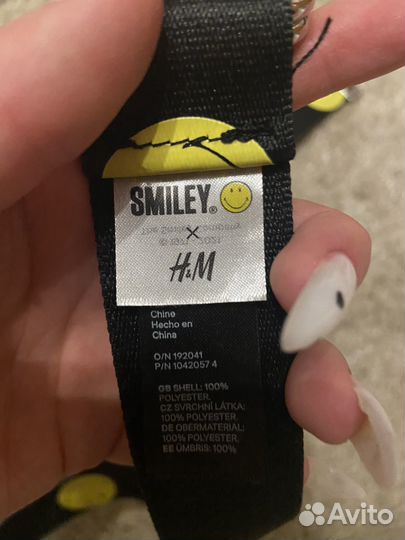 SMILEY®
×
H&M
Chine
Hecho en
China
O/N 192041
P/N 1042057 4
GB SHELL: 100%
POLYESTER.
CZ SVRCHNÍ LÁTKA:
100% POLYESTER.
DE OBERMATERIAL:
100% POLYESTER.
EE ÜMBRIS: 100%
Avito